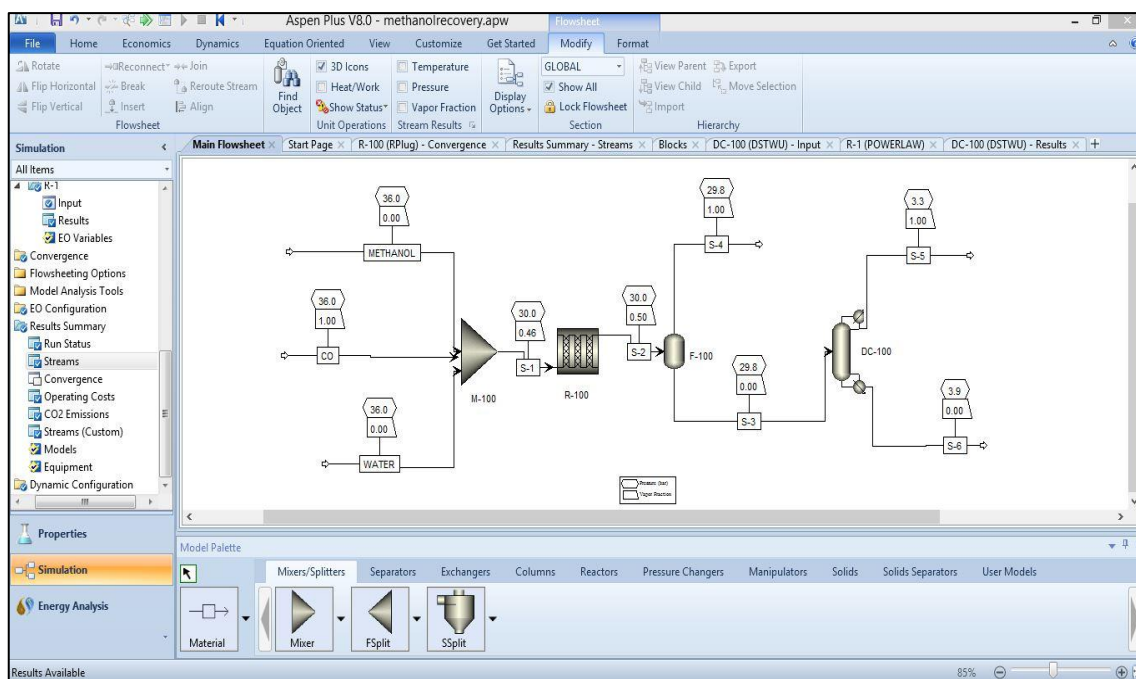 Aspen Plus V8.0 - methanolrecovery.apw
Flowsheet
File Home Economics Dynamics Equation Oriented View Customize Get Started Modify Format
Rotate
Flip Horizontal
Flip Vertical
Reconnect
Break
Insert
Join
Reroute Stream
Align
Flowsheet
Find
Object
3D Icons
Heat/Work
Show Status
Unit Operations
Temperature
Pressure
Vapor Fraction
Stream Results
Display
Options
GLOBAL
Show All
Lock Flowsheet
Section
View Parent
View Child
Import
Export
Move Selection
Hierarchy
Simulation
All Items
R-1
Input
Results
EO Variables
Convergence
Flowsheeting Options
Model Analysis Tools
EO Configuration
Results Summary
Run Status
Streams
Convergence
Operating Costs
CO2 Emissions
Streams (Custom)
Models
Equipment
Dynamic Configuration
Properties
Simulation
Energy Analysis
Main Flowsheet Start Page R-100 (RPlug) - Convergence Results Summary - Streams Blocks DC-100 (DSTWU) - Input R-1 (POWERLAW) DC-100 (DSTWU) - Results
36.0
0.00
METHANOL
36.0
1.00
CO
36.0
0.00
WATER
M-100
30.0
0.46
S-1
R-100
30.0
0.50
S-2
F-100
29.8
1.00
S-4
29.8
0.00
S-3
DC-100
3.3
1.00
S-5
3.9
0.00
S-6
Pressure (bar)
Vapor Fraction
Model Palette
Mixers/Splitters Separators Exchangers Columns Reactors Pressure Changers Manipulators Solids Solids Separators User Models
Material
Mixer
FSplit
SSplit
Results Available
85%